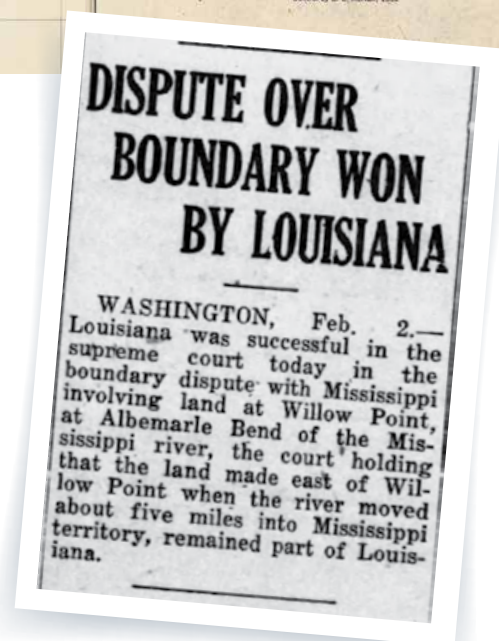 DISPUTE OVER
BOUNDARY WON
BY LOUISIANA
WASHINGTON, Feb. 2.—
Louisiana was successful in the
supreme court today in the
boundary dispute with Mississippi
involving land at Willow Point,
at Albemarle Bend of the Mis-
sissippi river, the court holding
that the land made east of Wil-
low Point when the river moved
about five miles into Mississippi
territory, remained part of Louis-
iana.